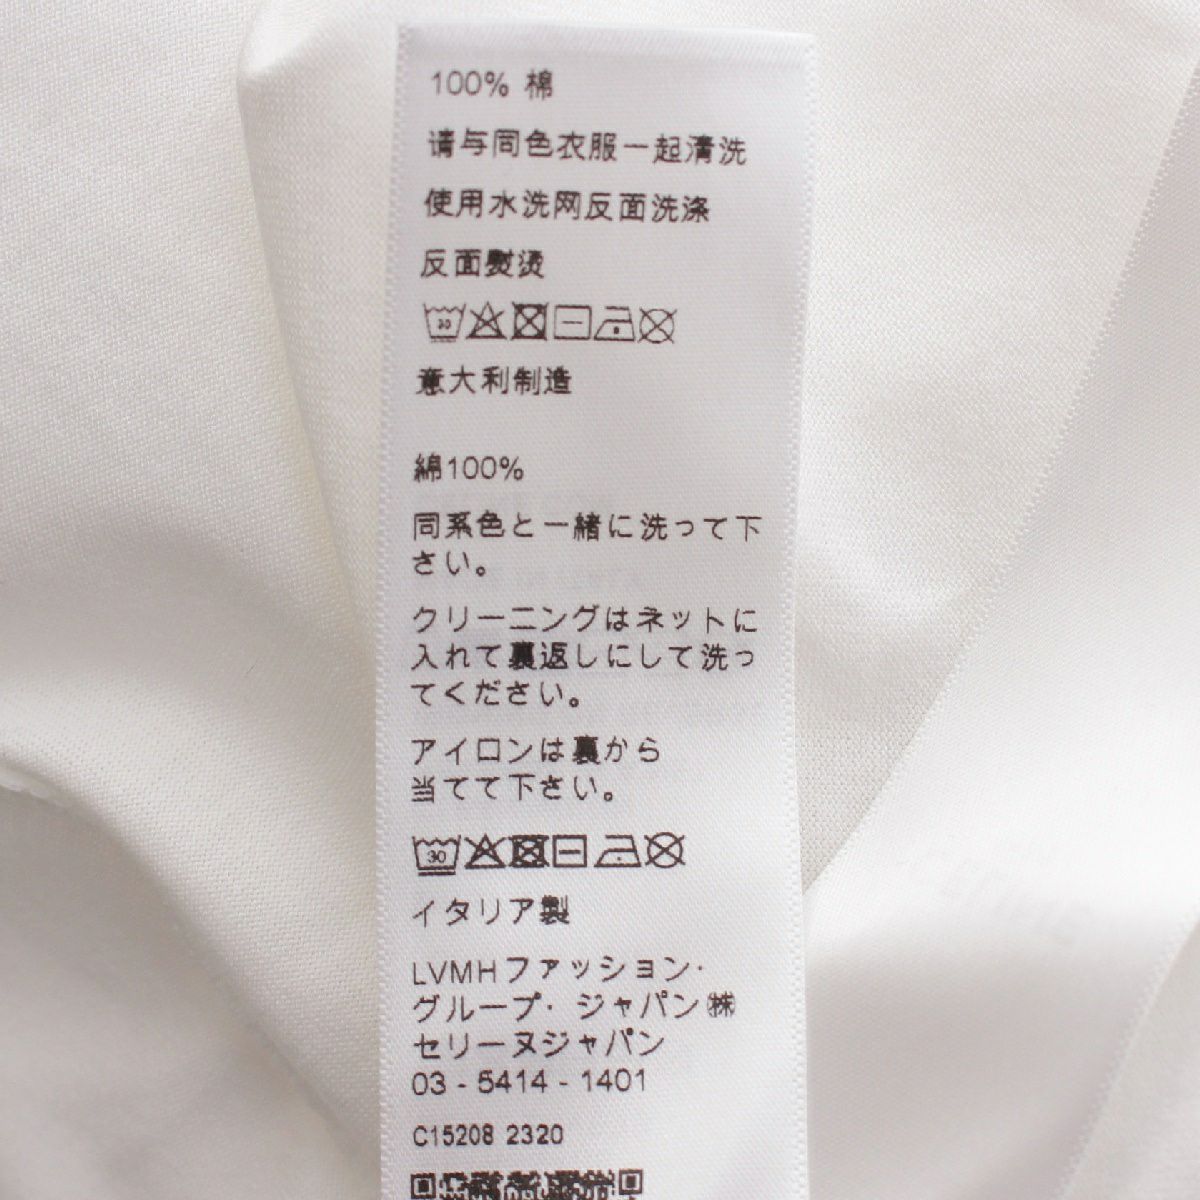 100% 棉
请与同色衣服一起清洗
使用水洗网反面洗涤
反面熨烫
30
意大利制造
綿100%
同系色と一緒に洗って下
さい。
クリーニングはネットに
入れて裏返しにして洗っ
てください。
アイロンは裏から
当てて下さい。
30
イタリア製
LVMHファッション·
グループ· ジャパン㈱
セリーヌジャパン
03 - 5414 - 1401
C15208 2320